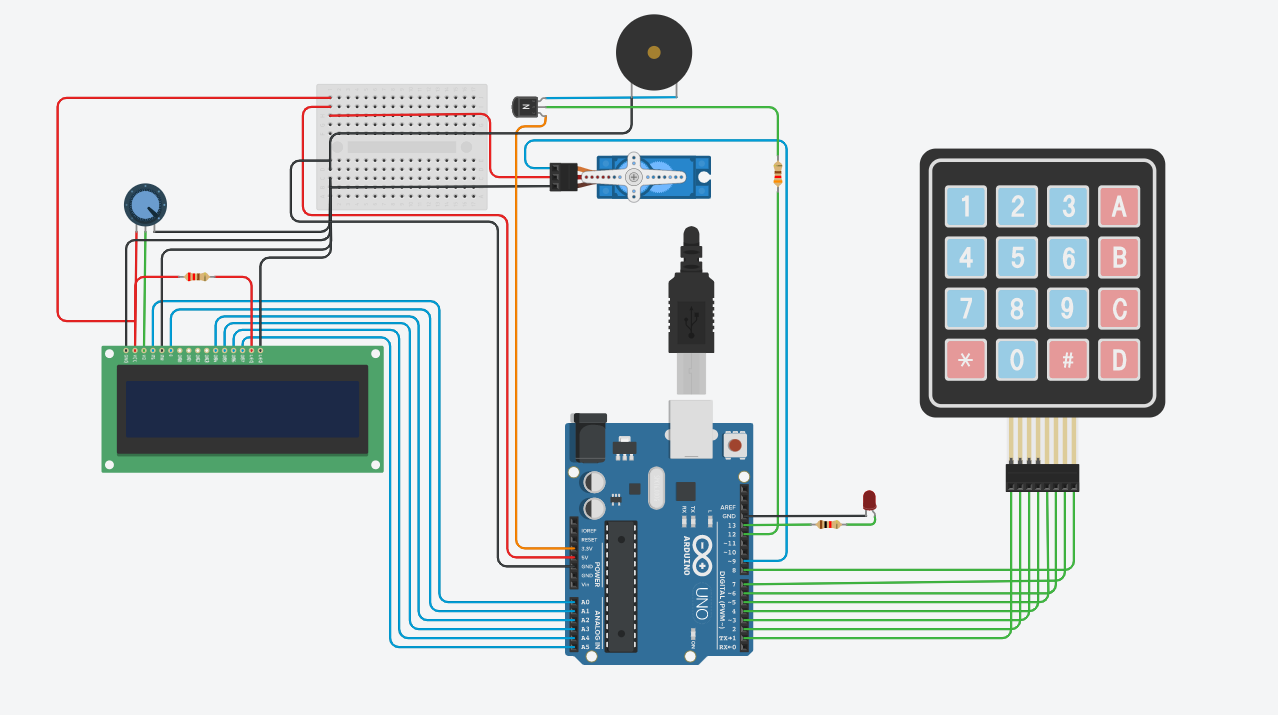 N
1 2 3 A
4 5 6 B
7 8 9 C
* 0 # D
IOREF
RESET
3.3V
5V
GND
GND
Vin
POWER
A0
A1
A2
A3
A4
A5
ANALOG IN
RX
TX
L
ARDUINO
UNO
ON
AREF
GND
13
12
~11
~10
~9
8
7
~6
~5
4
~3
2
TX→1
RX←0
DIGITAL (PWM~)